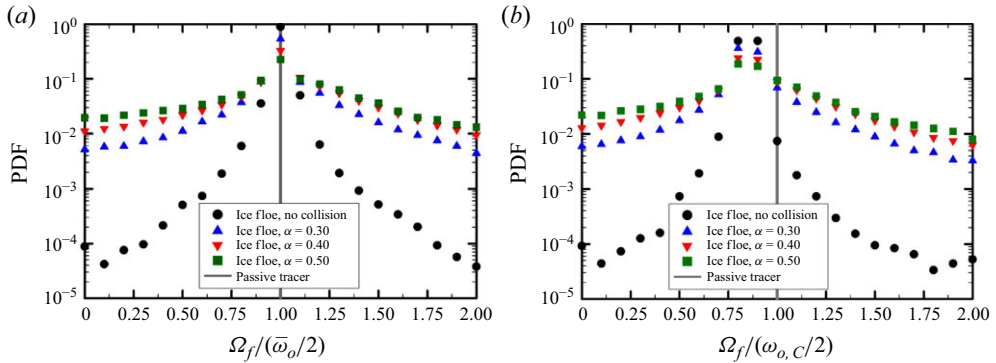 (a)
10⁰
10⁻¹
10⁻²
10⁻³
10⁻⁴
10⁻⁵
PDF
Ice floe, no collision
Ice floe, α = 0.30
Ice floe, α = 0.40
Ice floe, α = 0.50
Passive tracer
0 0.25 0.50 0.75 1.00 1.25 1.50 1.75 2.00
Ω_f/(ω̅_o/2)
(b)
10⁰
10⁻¹
10⁻²
10⁻³
10⁻⁴
10⁻⁵
PDF
Ice floe, no collision
Ice floe, α = 0.30
Ice floe, α = 0.40
Ice floe, α = 0.50
Passive tracer
0 0.25 0.50 0.75 1.00 1.25 1.50 1.75 2.00
Ω_f/(ω_{o, C}/2)